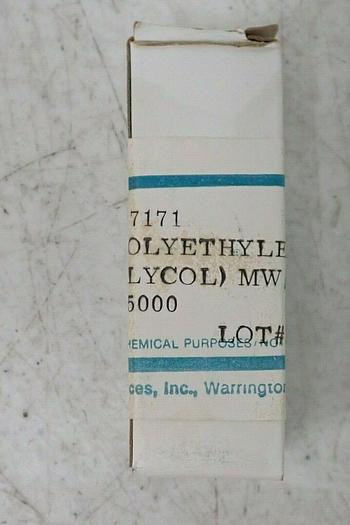 7171
OLYETHYLE
LYCOL) MW
5000
LOT#
HEMICAL PURPOSES/NO
ces, Inc., Warrington